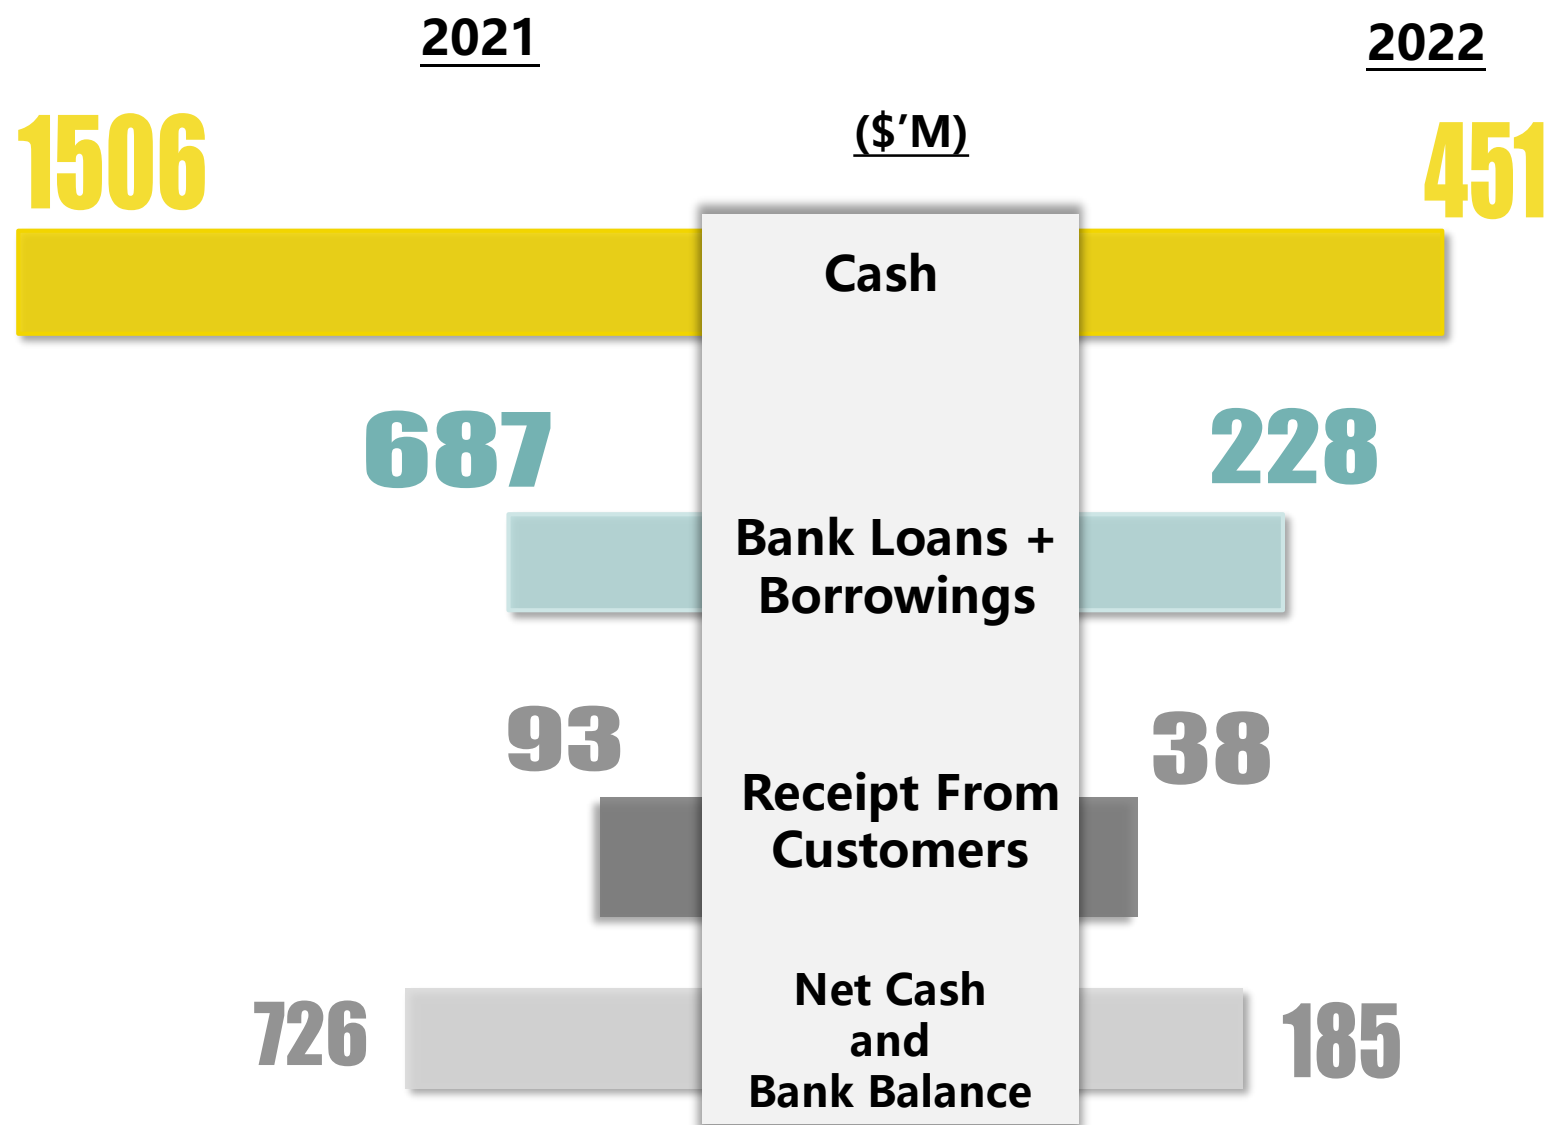 2021
2022
($’M)
1506
451
Cash
687
228
Bank Loans +
Borrowings
93
38
Receipt From
Customers
726
185
Net Cash
and
Bank Balance